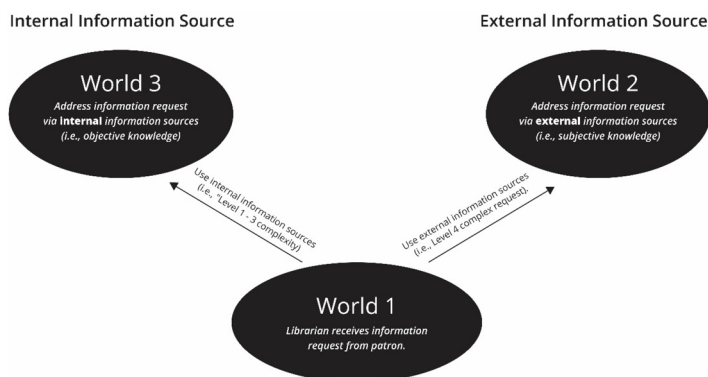 Internal Information Source
External Information Source
World 3
Address information request
via internal information sources
(i.e., objective knowledge)
World 2
Address information request
via external information sources
(i.e., subjective knowledge)
Use internal information sources
(i.e., "Level 1 - 3 complexity)
Use external information sources
(i.e., Level 4 complex request).
World 1
Librarian receives information
request from patron.